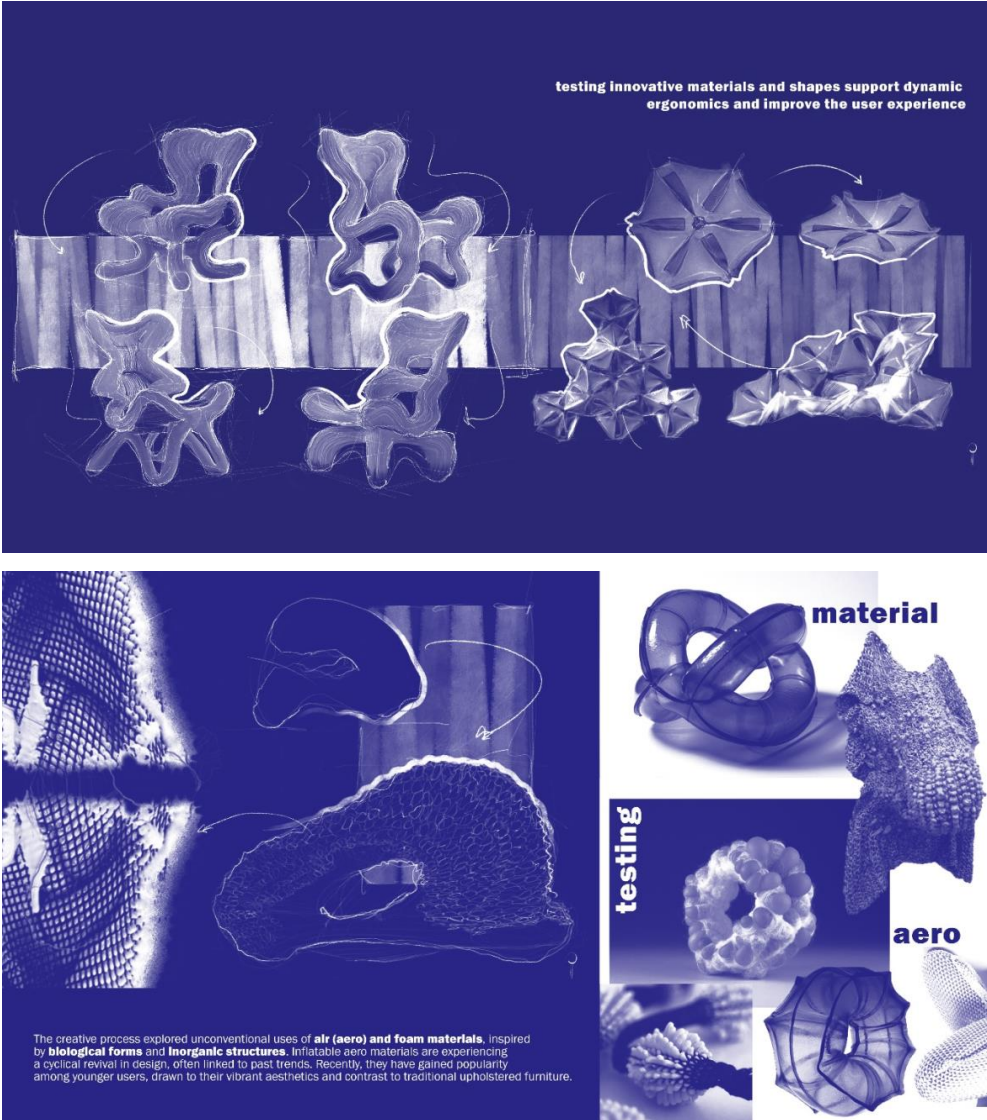 testing innovative materials and shapes support dynamic
ergonomics and improve the user experience
material
testing
aero
The creative process explored unconventional uses of air (aero) and foam materials, inspired
by biological forms and inorganic structures. Inflatable aero materials are experiencing
a cyclical revival in design, often linked to past trends. Recently, they have gained popularity
among younger users, drawn to their vibrant aesthetics and contrast to traditional upholstered furniture.